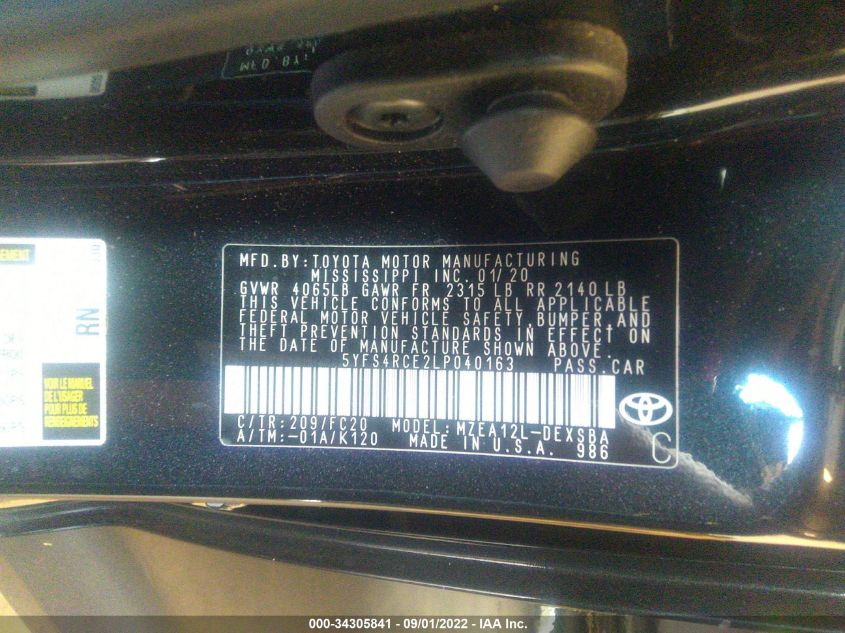 MFD. BY:
EMENT
RN
VOIR LE MANUEL
DE L'USAGER
POUR PLUS DE
RENSEIGNEMENTS
MFD. BY: TOYOTA MOTOR MANUFACTURING
MISSISSIPPI INC. 01/20
GVWR 4065LB GAWR FR 2315 LB RR 2140 LB
THIS VEHICLE CONFORMS TO ALL APPLICABLE
FEDERAL MOTOR VEHICLE SAFETY, BUMPER, AND
THEFT PREVENTION STANDARDS IN EFFECT ON
THE DATE OF MANUFACTURE SHOWN ABOVE.
5YFS4RCE2LP040163 PASS. CAR
C/TR: 209/FC20 MODEL: MZEA12L-DEXSBA
A/TM: -01A/K120 MADE IN U.S.A. 986
C
000-34305841 - 09/01/2022 - IAA Inc.